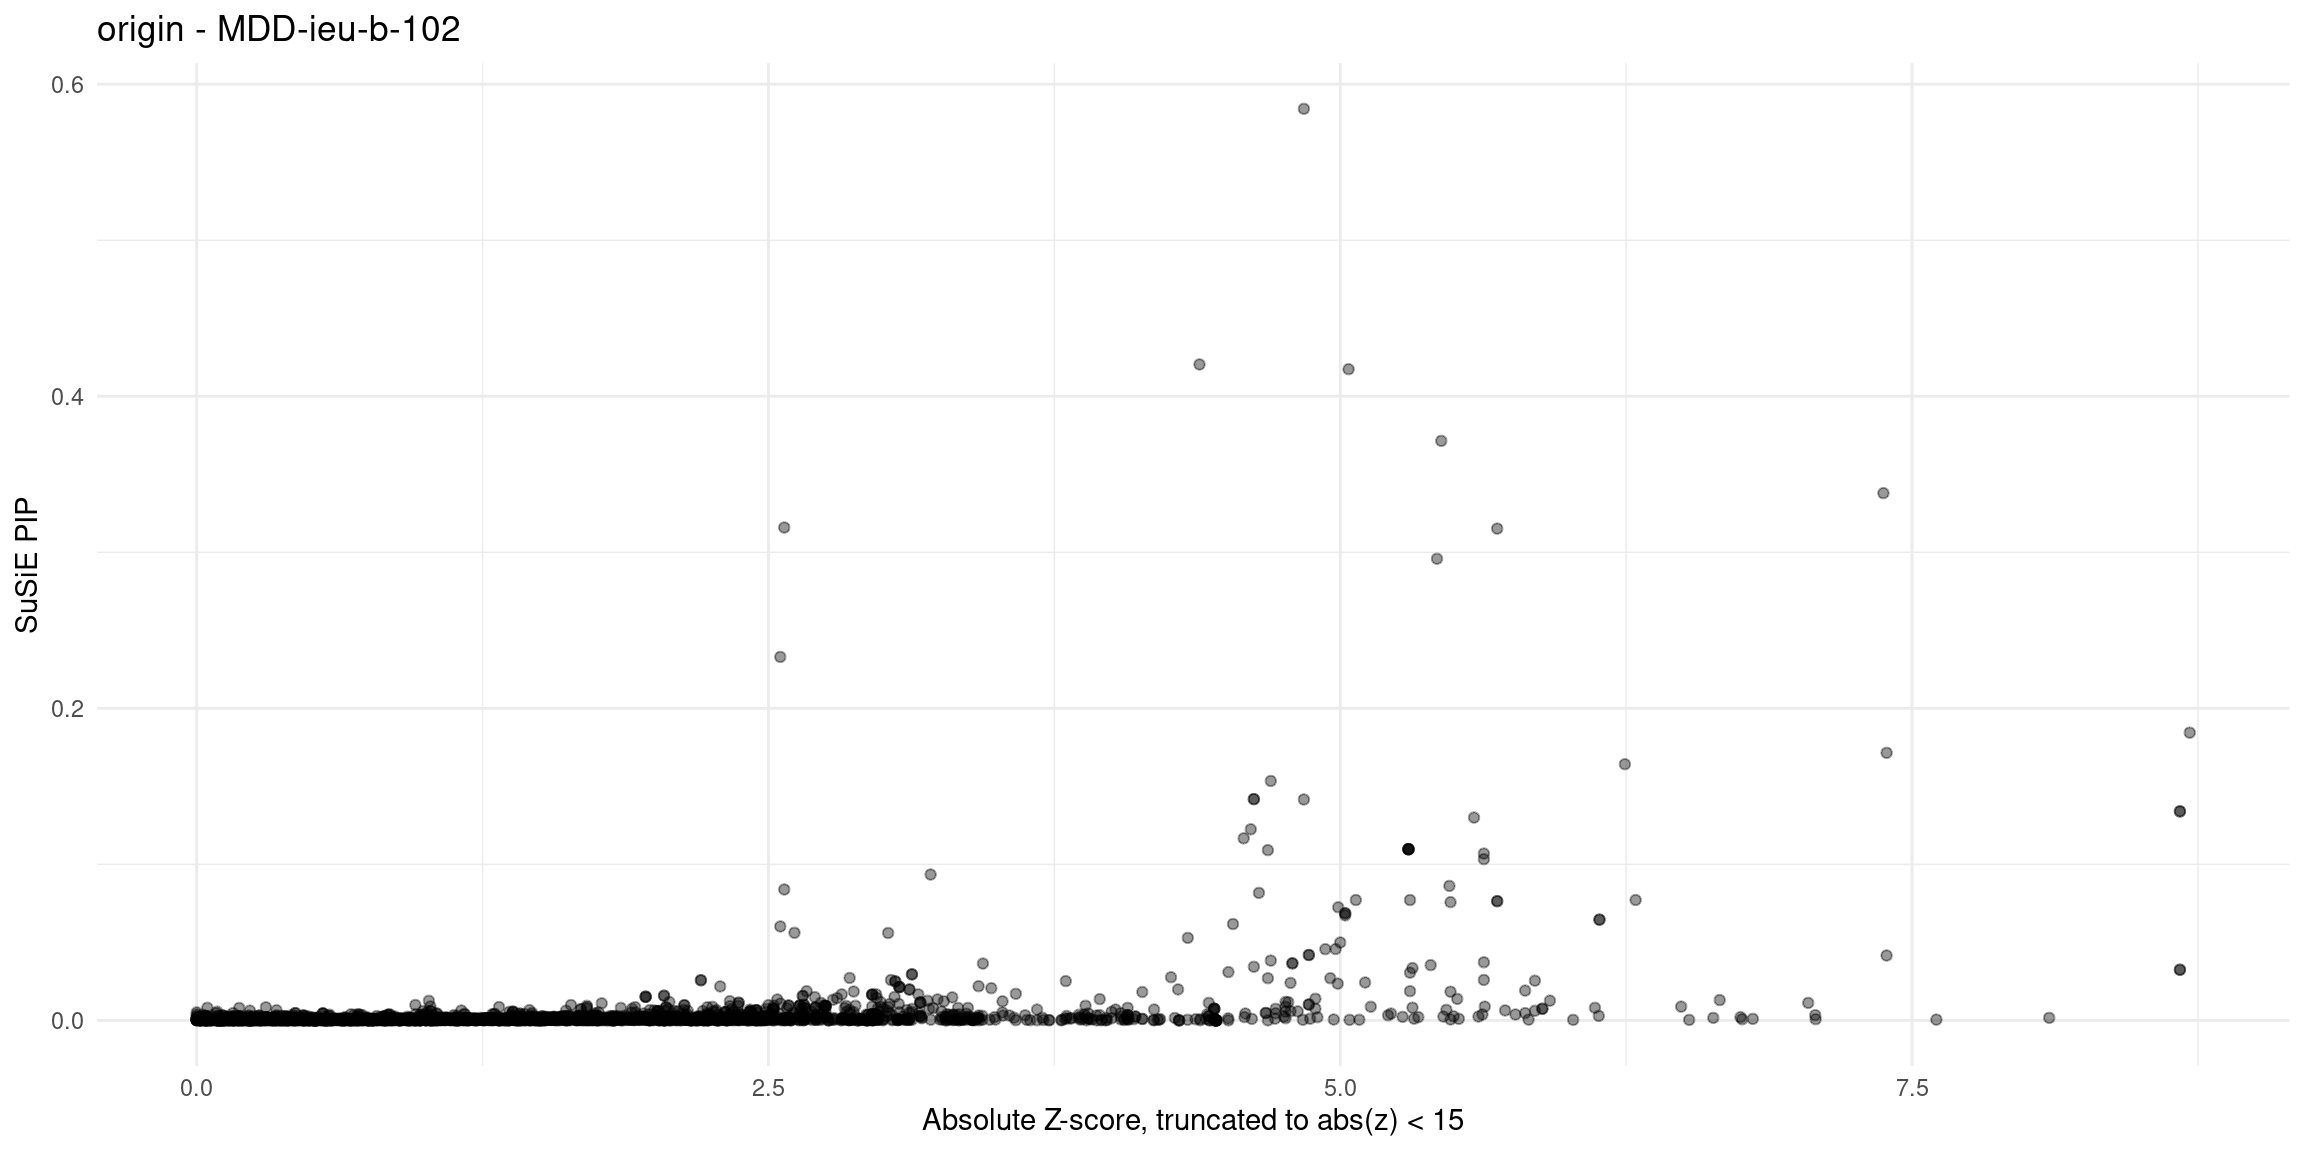 origin - MDD-ieu-b-102
0.6
0.4
0.2
0.0
SuSiE PIP
0.0 2.5 5.0 7.5
Absolute Z-score, truncated to abs(z) < 15